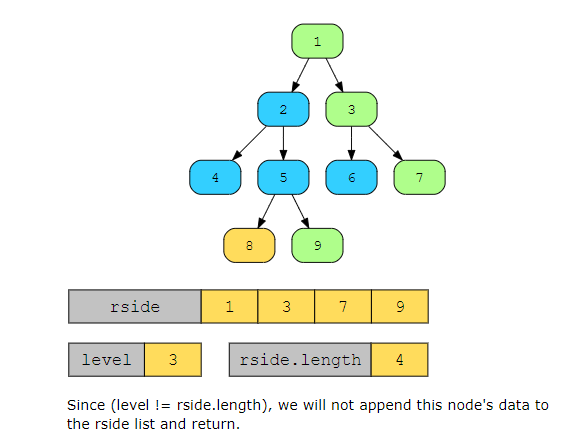 1
2 3
4 5 6 7
8 9
rside 1 3 7 9
level 3 rside.length 4
Since (level != rside.length), we will not append this node's data to
the rside list and return.